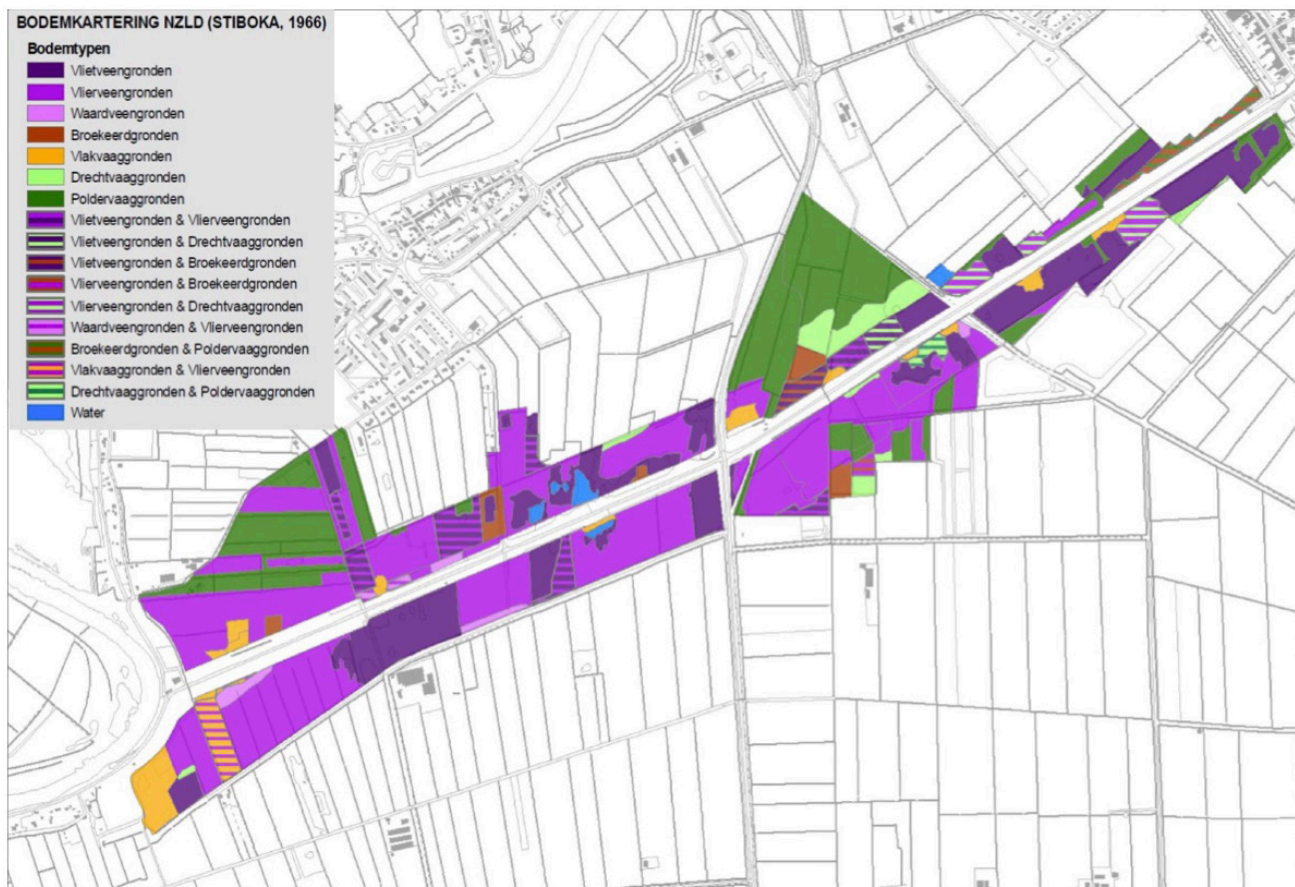 BODEMKARTERING NZLD (STIBOKA, 1966)
Bodemtypen
Vlietveengronden
Vlierveengronden
Waardveengronden
Broekeerdgronden
Vlakvaaggronden
Drechtvaaggronden
Poldervaaggronden
Vlietveengronden & Vlierveengronden
Vlietveengronden & Drechtvaaggronden
Vlietveengronden & Broekeerdgronden
Vlierveengronden & Broekeerdgronden
Vlierveengronden & Drechtvaaggronden
Waardveengronden & Vlierveengronden
Broekeerdgronden & Poldervaaggronden
Vlakvaaggronden & Vlierveengronden
Drechtvaaggronden & Poldervaaggronden
Water